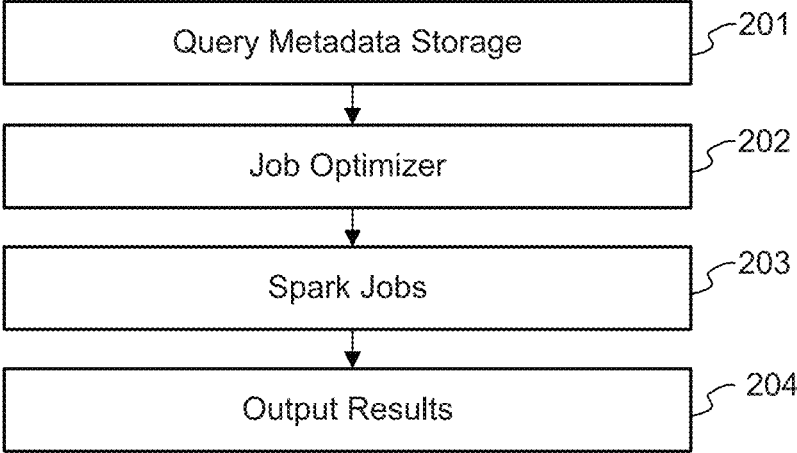 Query Metadata Storage
201
Job Optimizer
202
Spark Jobs
203
Output Results
204